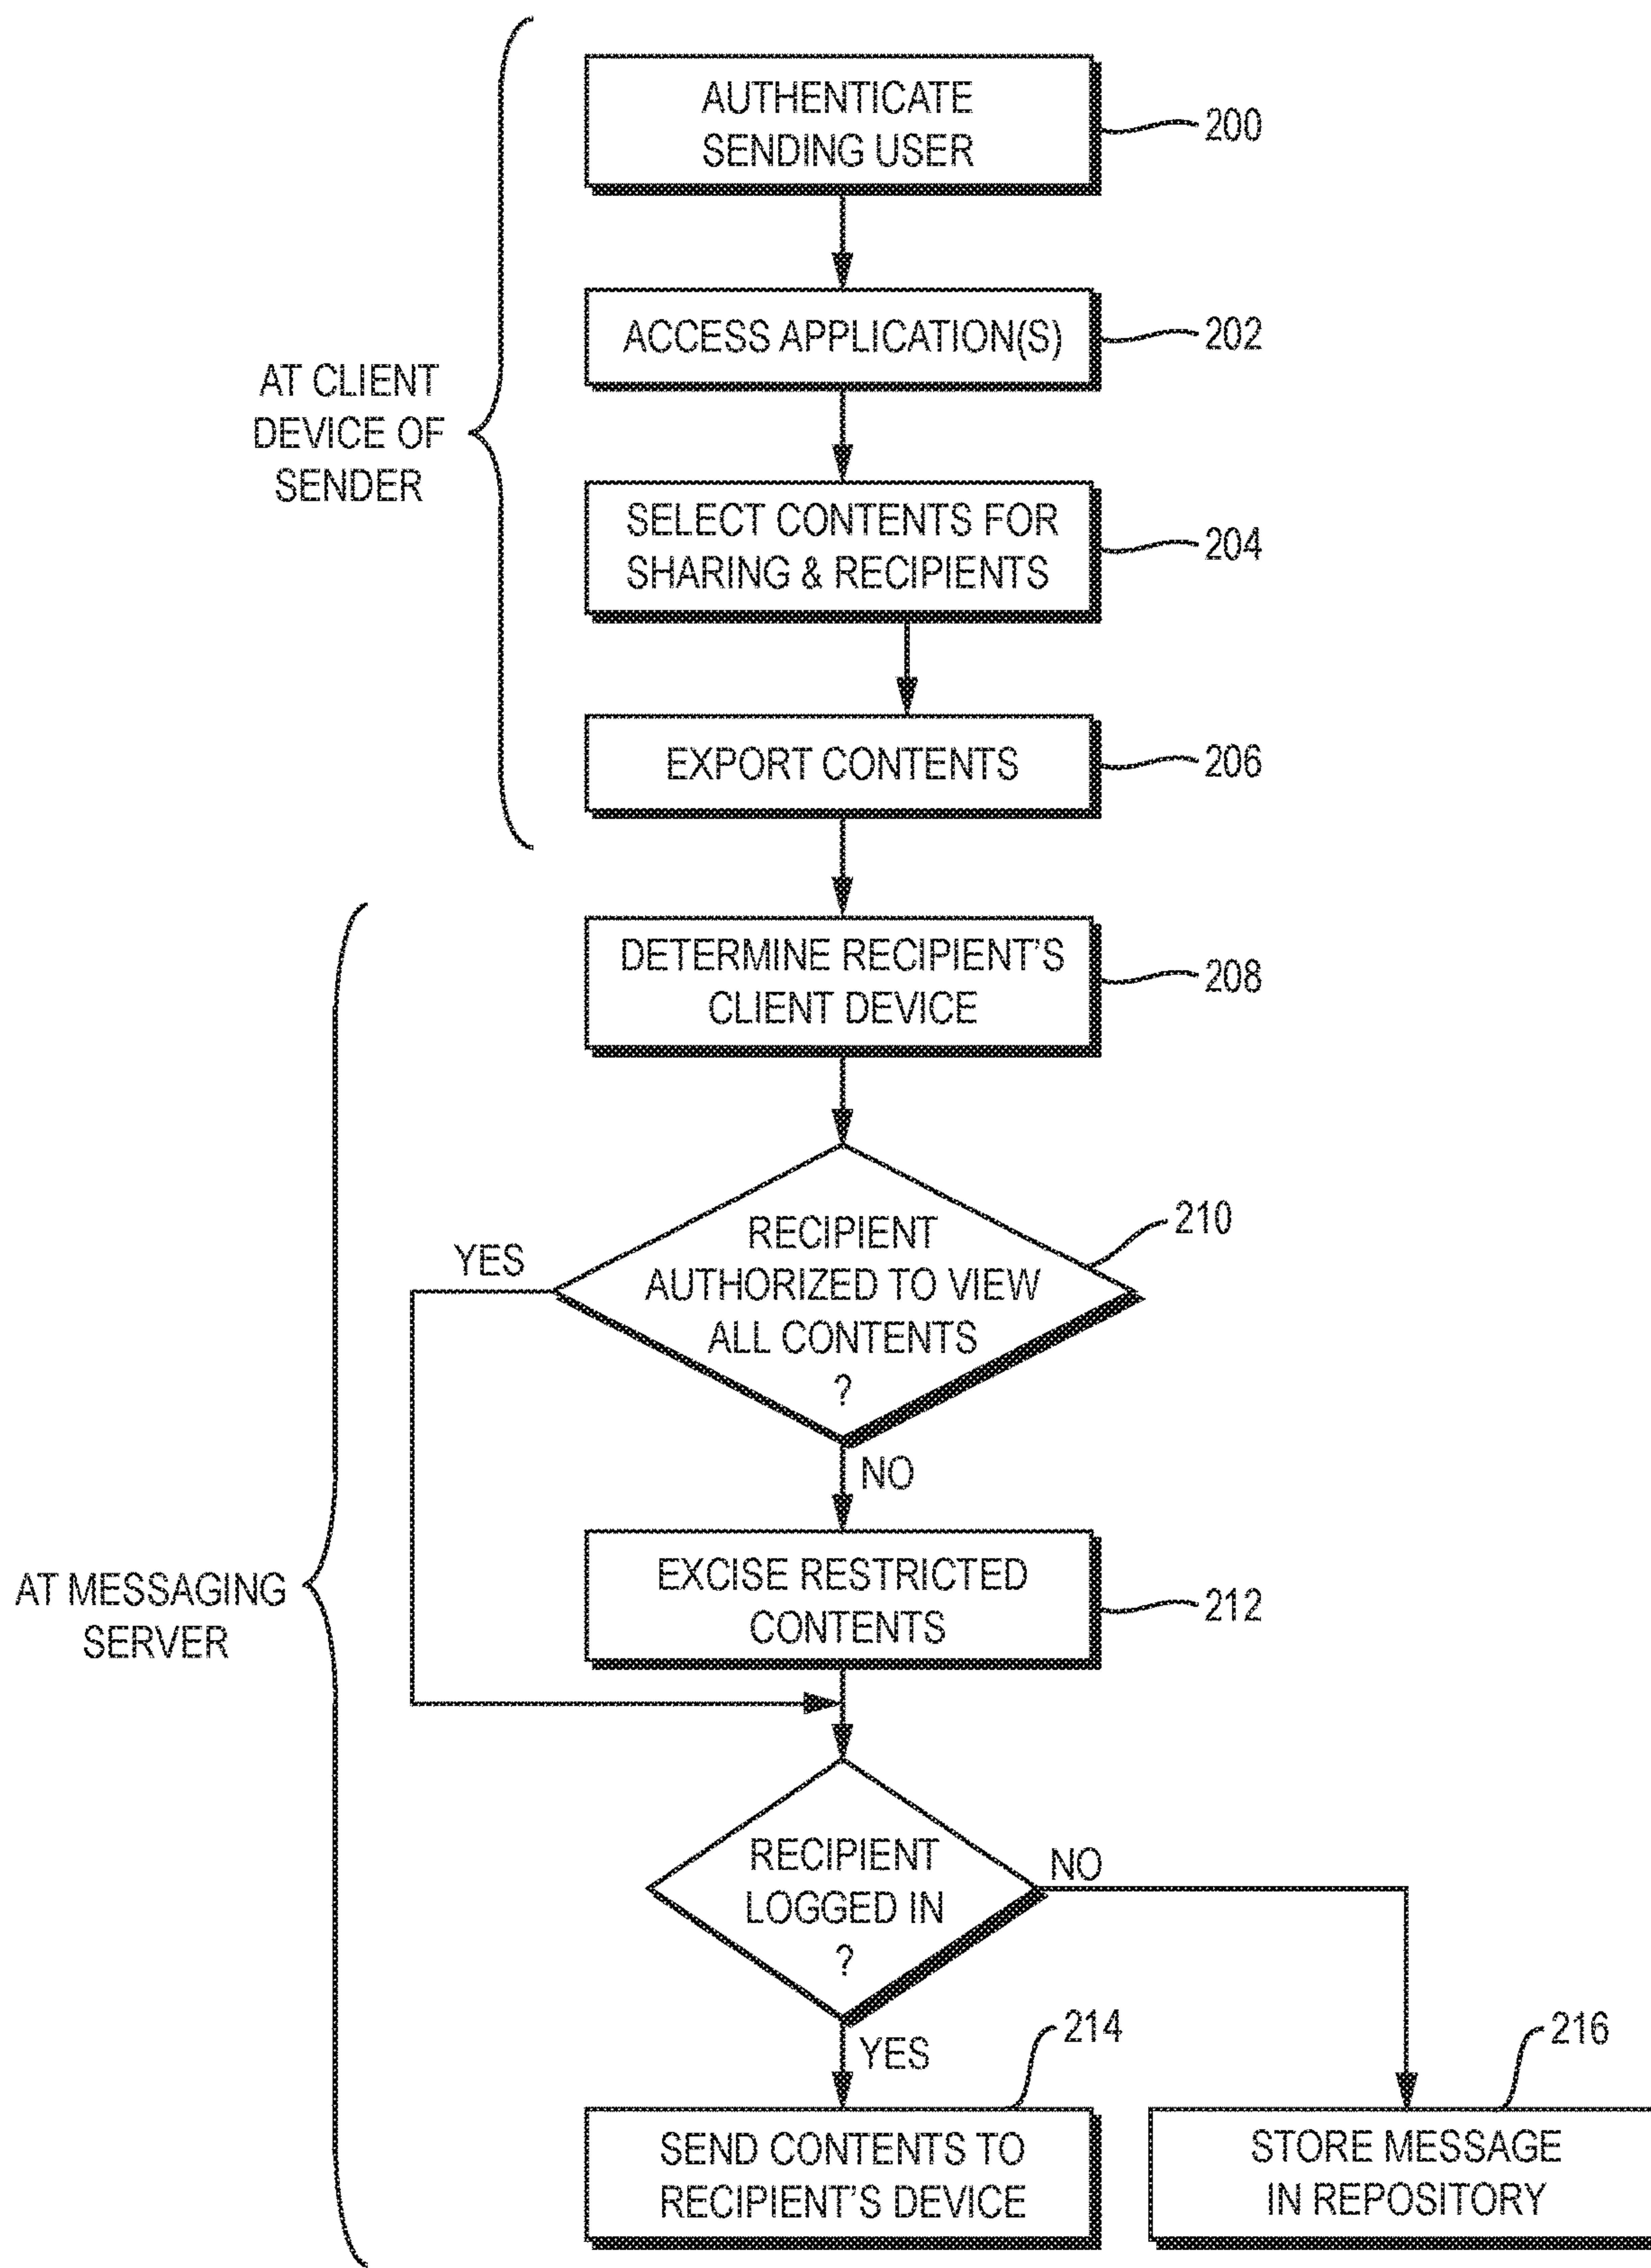 AUTHENTICATE
SENDING USER
200
ACCESS APPLICATION(S)
202
AT CLIENT
DEVICE OF
SENDER
SELECT CONTENTS FOR
SHARING & RECIPIENTS
204
EXPORT CONTENTS
206
DETERMINE RECIPIENT'S
CLIENT DEVICE
208
RECIPIENT
AUTHORIZED TO VIEW
ALL CONTENTS
?
210
YES
NO
EXCISE RESTRICTED
CONTENTS
212
AT MESSAGING
SERVER
RECIPIENT
LOGGED IN
?
NO
YES
214
216
SEND CONTENTS TO
RECIPIENT'S DEVICE
STORE MESSAGE
IN REPOSITORY